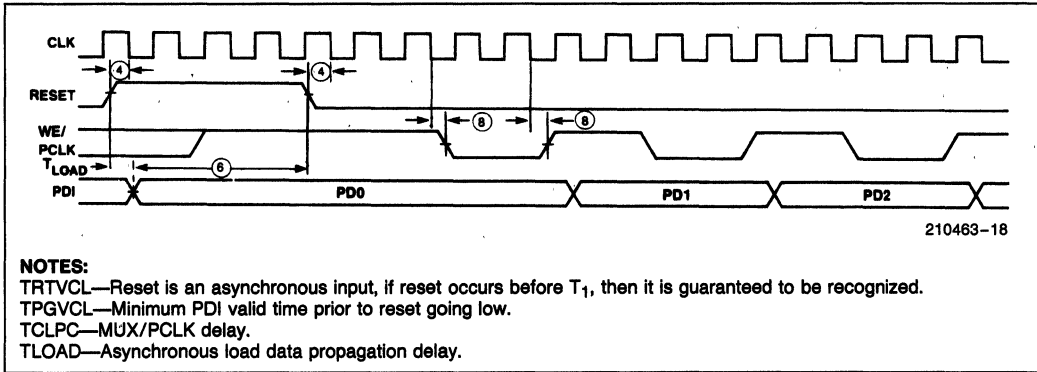 CLK
4
4
RESET
8
8
WE/
PCLK
TLOAD
6
PDI
PD0
PD1
PD2
210463–18
NOTES:
TRTVCL—Reset is an asynchronous input, if reset occurs before T1, then it is guaranteed to be recognized.
TPGVCL—Minimum PDI valid time prior to reset going low.
TCLPC—MUX/PCLK delay.
TLOAD—Asynchronous load data propagation delay.